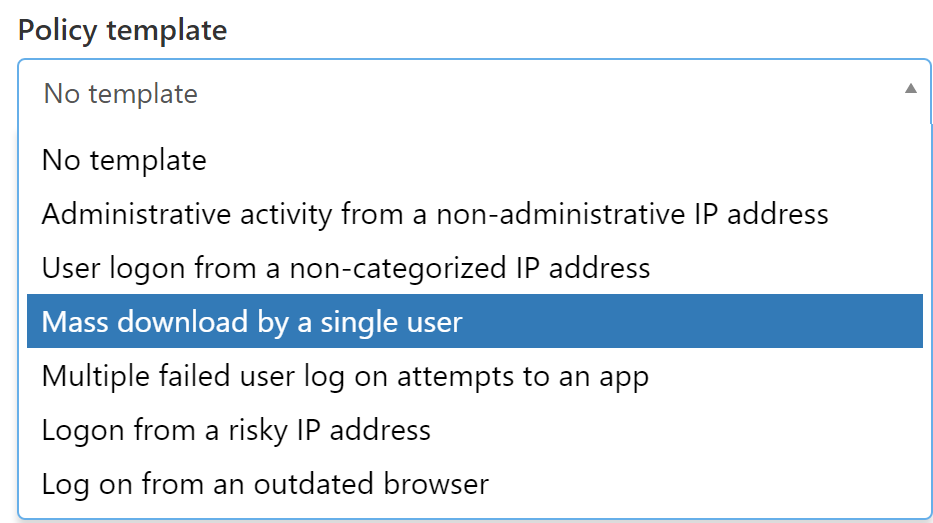 Policy template
No template
No template
Administrative activity from a non-administrative IP address
User logon from a non-categorized IP address
Mass download by a single user
Multiple failed user log on attempts to an app
Logon from a risky IP address
Log on from an outdated browser